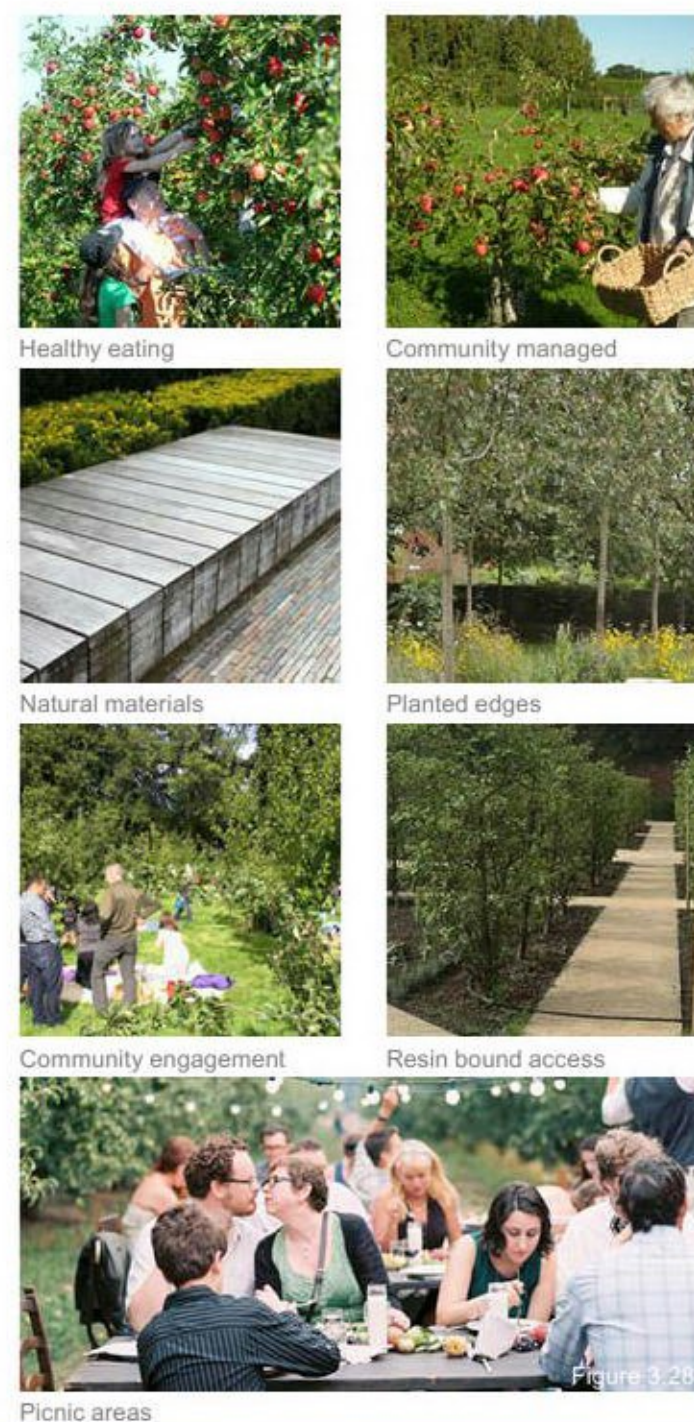 Healthy eating
Community managed
Natural materials
Planted edges
Community engagement
Resin bound access
Figure 3.28
Picnic areas